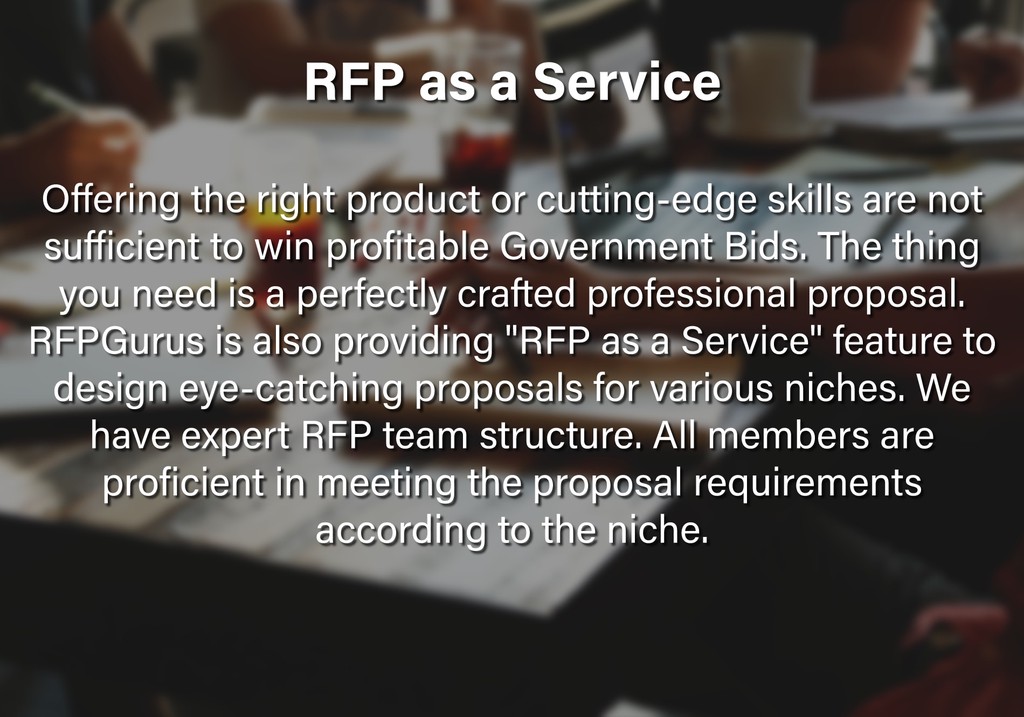 RFP as a Service
Offering the right product or cutting-edge skills are not
sufficient to win profitable Government Bids. The thing
you need is a perfectly crafted professional proposal.
RFPGurus is also providing "RFP as a Service" feature to
design eye-catching proposals for various niches. We
have expert RFP team structure. All members are
proficient in meeting the proposal requirements
according to the niche.